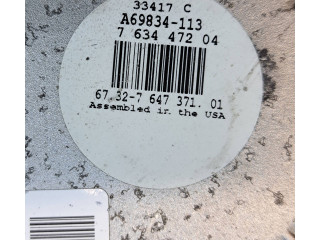 33417 C
A69834-113
7 634 472 04
67.32-7 647 371. 01
Assembled in the USA